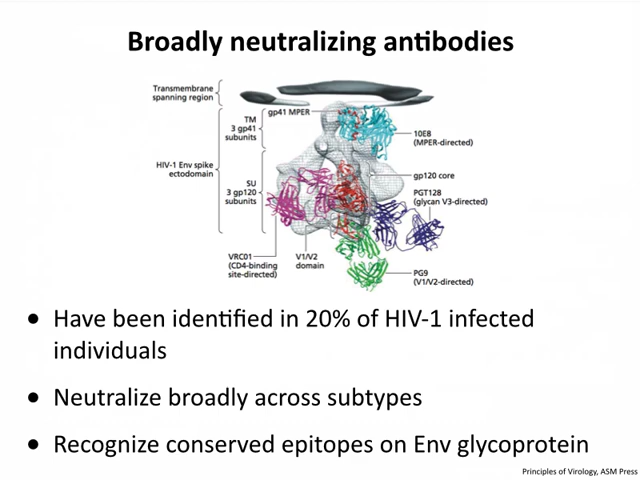 Broadly neutralizing antibodies
Transmembrane
spanning region
gp41 MPER
TM
3 gp41
subunits
10E8
(MPER-directed)
HIV-1 Env spike
ectodomain
gp120 core
SU
3 gp120
subunits
PGT128
(glycan V3-directed)
VRC01
(CD4-binding
site-directed)
V1/V2
domain
PG9
(V1/V2-directed)
• Have been identified in 20% of HIV-1 infected
individuals
• Neutralize broadly across subtypes
• Recognize conserved epitopes on Env glycoprotein
Principles of Virology, ASM Press